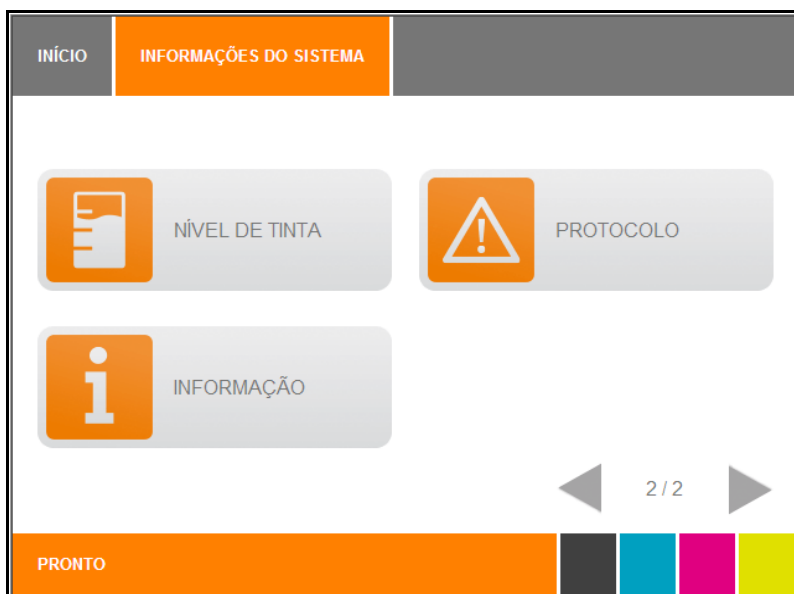 INÍCIO
INFORMAÇÕES DO SISTEMA
NÍVEL DE TINTA
PROTOCOLO
INFORMAÇÃO
2 / 2
PRONTO